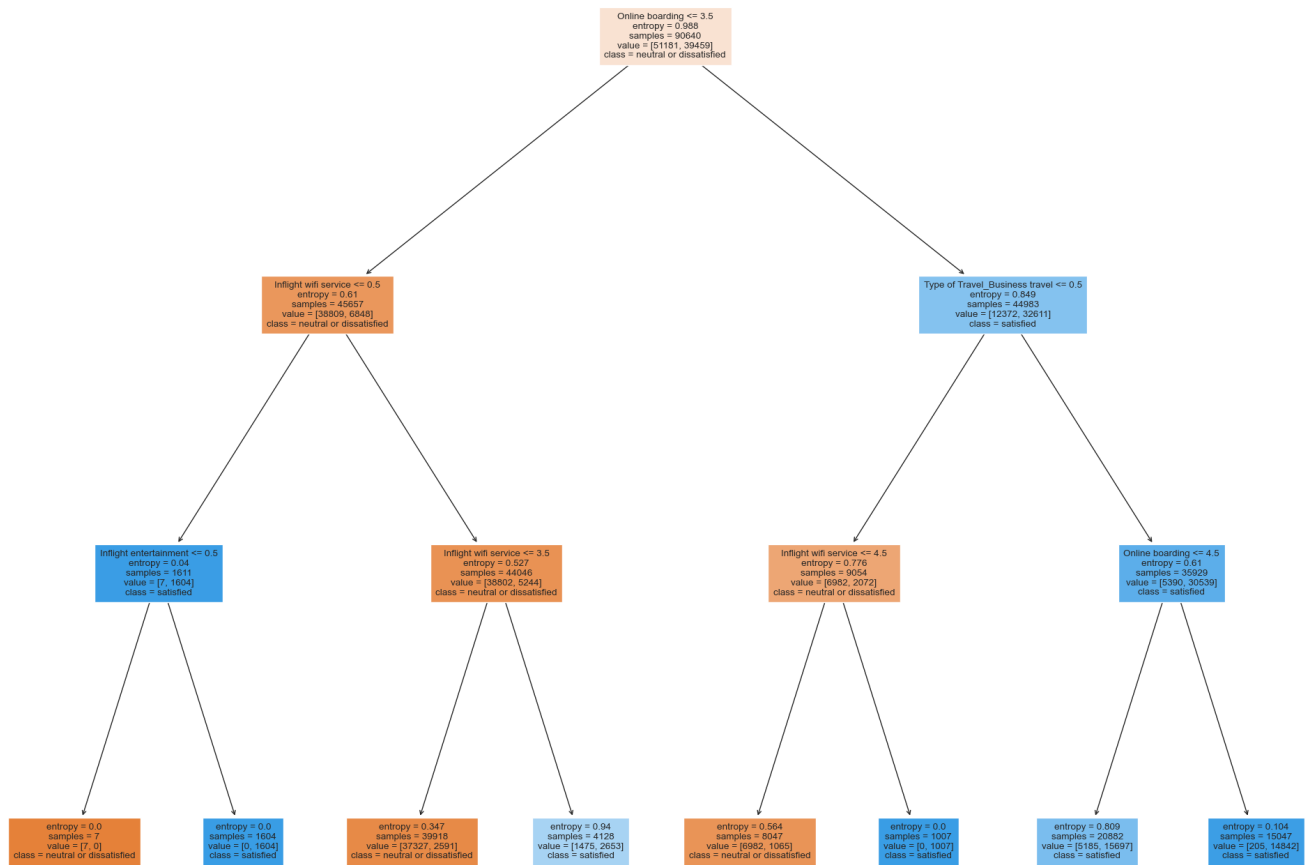 Online boarding <= 3.5
entropy = 0.988
samples = 90640
value = [51181, 39459]
class = neutral or dissatisfied
Inflight wifi service <= 0.5
entropy = 0.61
samples = 45657
value = [38809, 6848]
class = neutral or dissatisfied
Type of Travel_Business travel <= 0.5
entropy = 0.849
samples = 44983
value = [12372, 32611]
class = satisfied
Inflight entertainment <= 0.5
entropy = 0.04
samples = 1611
value = [7, 1604]
class = satisfied
Inflight wifi service <= 3.5
entropy = 0.527
samples = 44046
value = [38802, 5244]
class = neutral or dissatisfied
Inflight wifi service <= 4.5
entropy = 0.776
samples = 9054
value = [6982, 2072]
class = neutral or dissatisfied
Online boarding <= 4.5
entropy = 0.61
samples = 35929
value = [5390, 30539]
class = satisfied
entropy = 0.0
samples = 7
value = [7, 0]
class = neutral or dissatisfied
entropy = 0.0
samples = 1604
value = [0, 1604]
class = satisfied
entropy = 0.347
samples = 39918
value = [37327, 2591]
class = neutral or dissatisfied
entropy = 0.94
samples = 4128
value = [1475, 2653]
class = satisfied
entropy = 0.564
samples = 8047
value = [6982, 1065]
class = neutral or dissatisfied
entropy = 0.0
samples = 1007
value = [0, 1007]
class = satisfied
entropy = 0.809
samples = 20882
value = [5185, 15697]
class = satisfied
entropy = 0.104
samples = 15047
value = [205, 14842]
class = satisfied